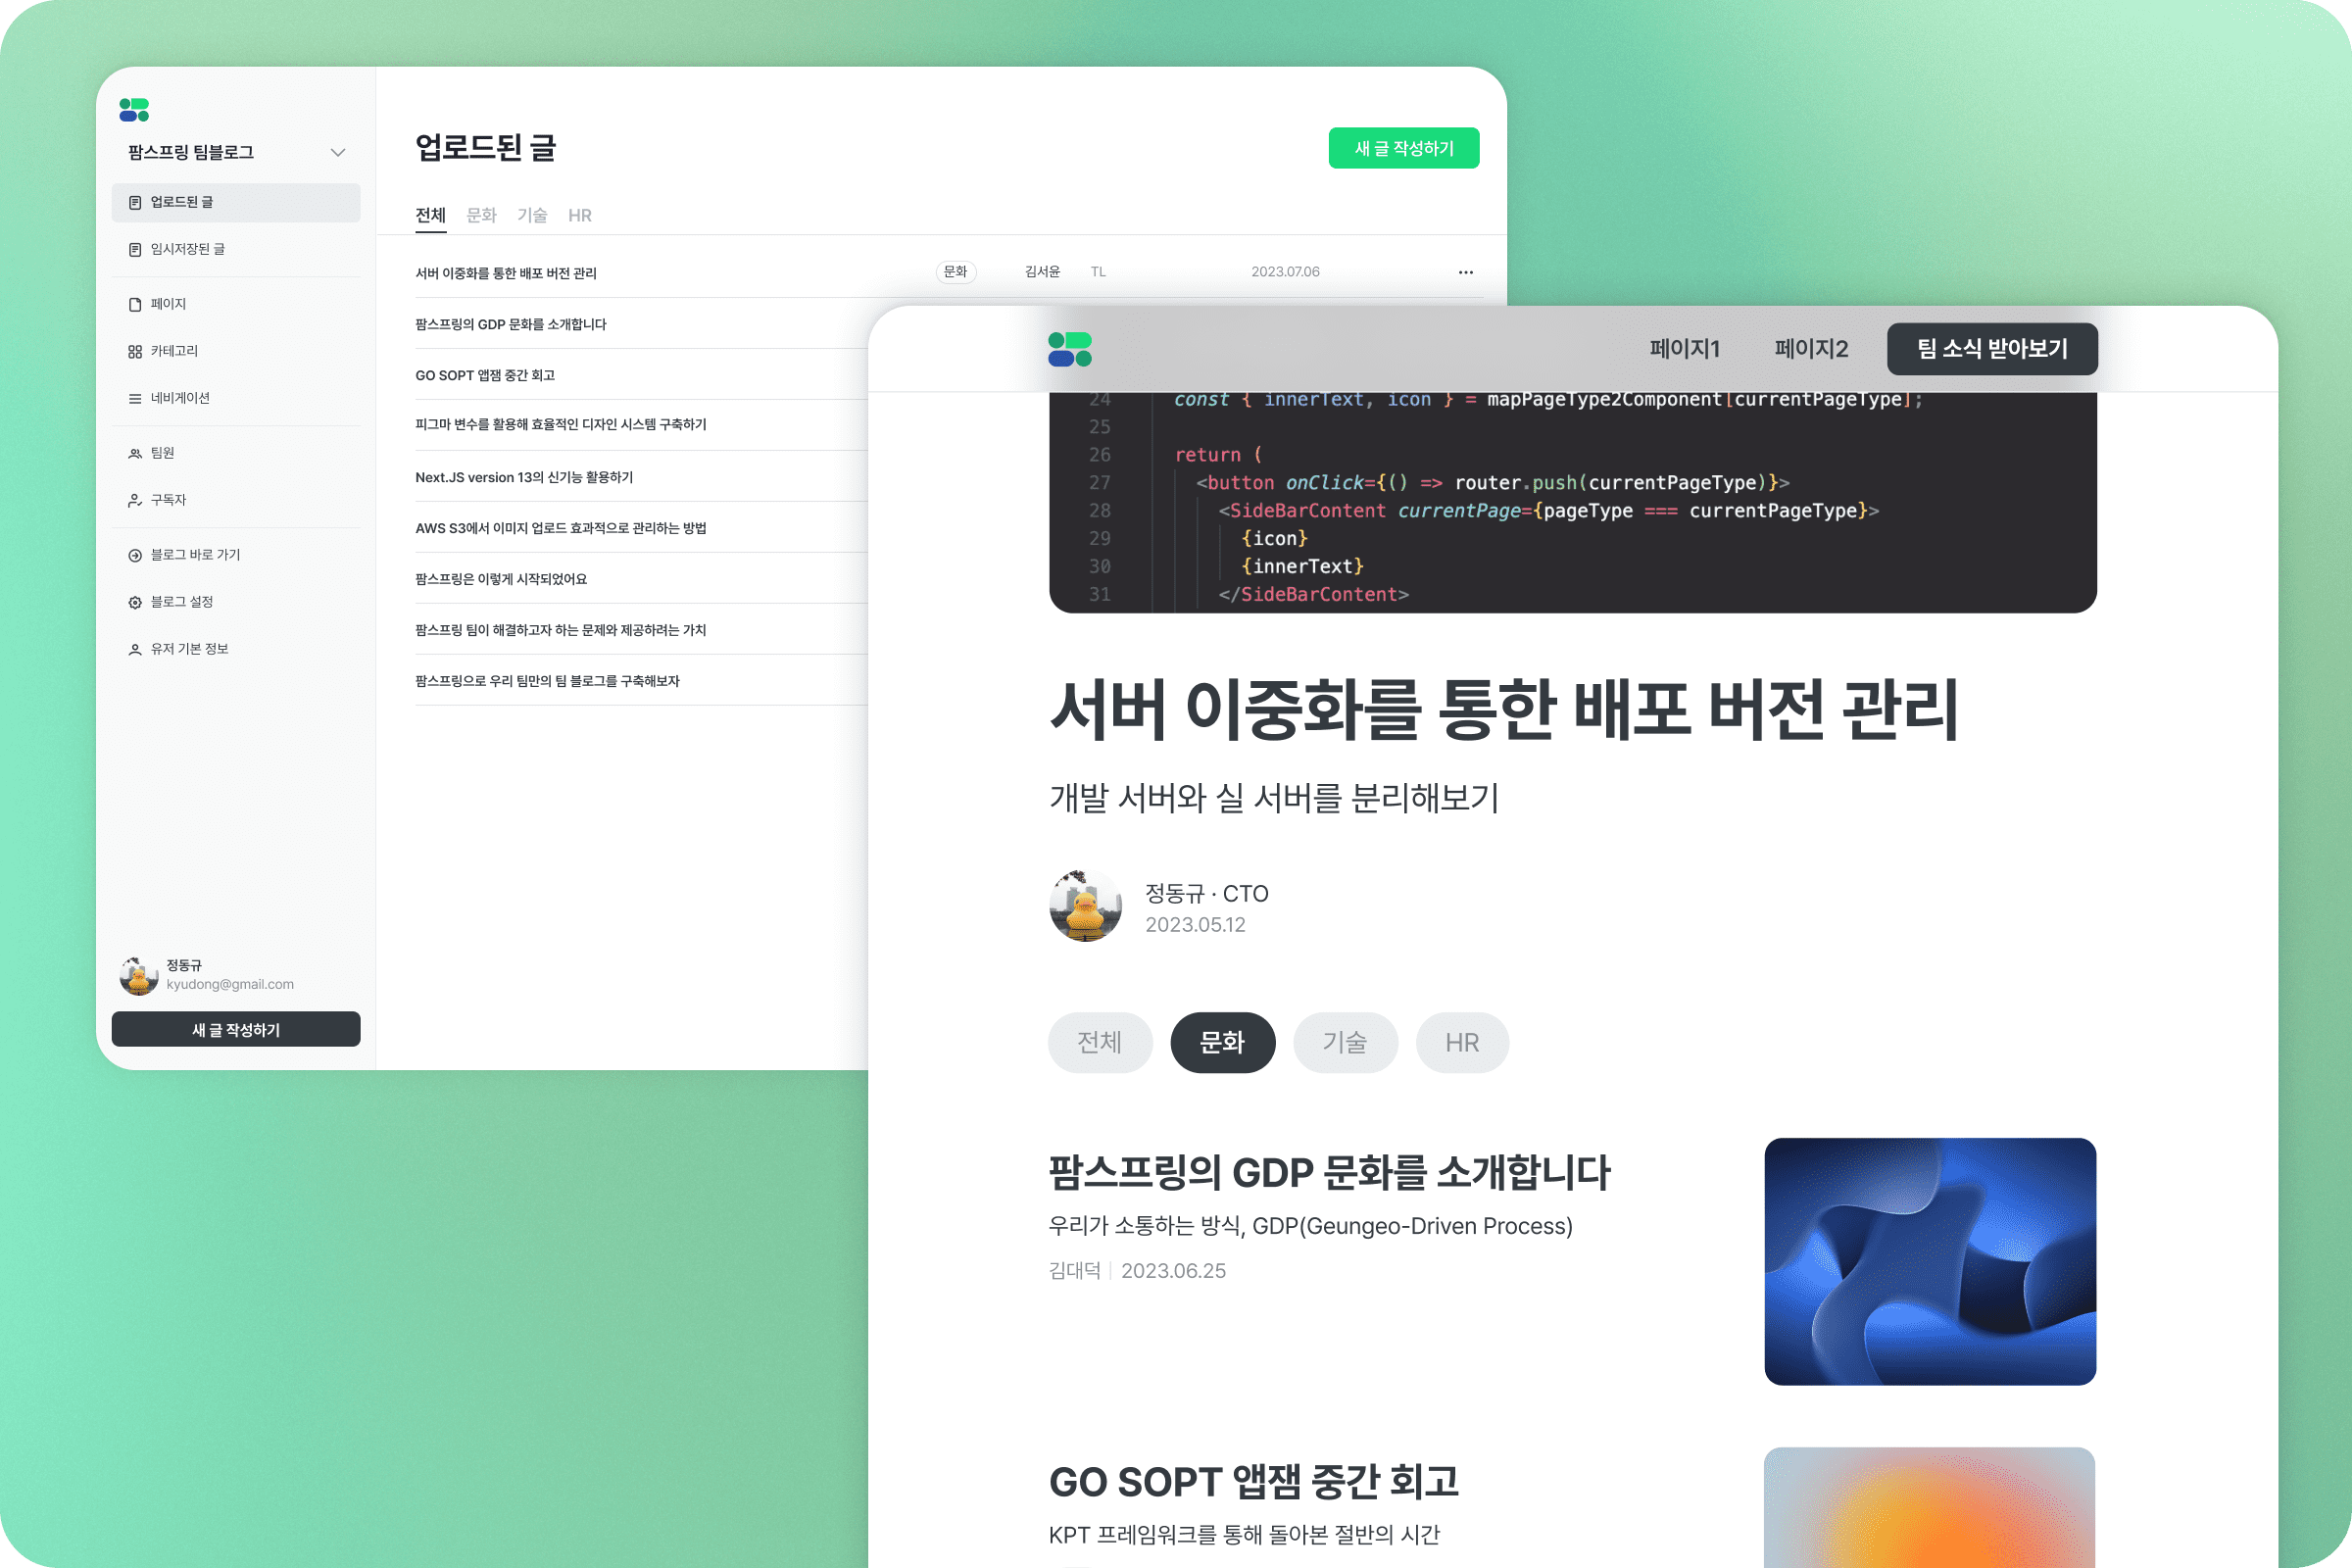 팜스프링 팀블로그
업로드된 글
임시저장된 글
페이지
카테고리
네비게이션
팀원
구독자
블로그 바로 가기
블로그 설정
유저 기본 정보
정동규
kyudong@gmail.com
새 글 작성하기
업로드된 글
새 글 작성하기
전체 문화 기술 HR
서버 이중화를 통한 배포 버전 관리 문화 김서윤 TL 2023.07.06
팜스프링의 GDP 문화를 소개합니다
GO SOPT 앱잼 중간 회고
피그마 변수를 활용해 효율적인 디자인 시스템 구축하기
Next.JS version 13의 신기능 활용하기
AWS S3에서 이미지 업로드 효과적으로 관리하는 방법
팜스프링은 이렇게 시작되었어요
팜스프링 팀이 해결하고자 하는 문제와 제공하려는 가치
팜스프링으로 우리 팀만의 팀 블로그를 구축해보자
페이지1 페이지2 팀 소식 받아보기
24 const { innerText, icon } = mapPageType2Component[currentPageType];
25
26 return (
27 <button onClick={() => router.push(currentPageType)}>
28 <SideBarContent currentPage={pageType === currentPageType}>
29 {icon}
30 {innerText}
31 </SideBarContent>
서버 이중화를 통한 배포 버전 관리
개발 서버와 실 서버를 분리해보기
정동규 · CTO
2023.05.12
전체 문화 기술 HR
팜스프링의 GDP 문화를 소개합니다
우리가 소통하는 방식, GDP(Geungeo-Driven Process)
김대덕 2023.06.25
GO SOPT 앱잼 중간 회고
KPT 프레임워크를 통해 돌아본 절반의 시간